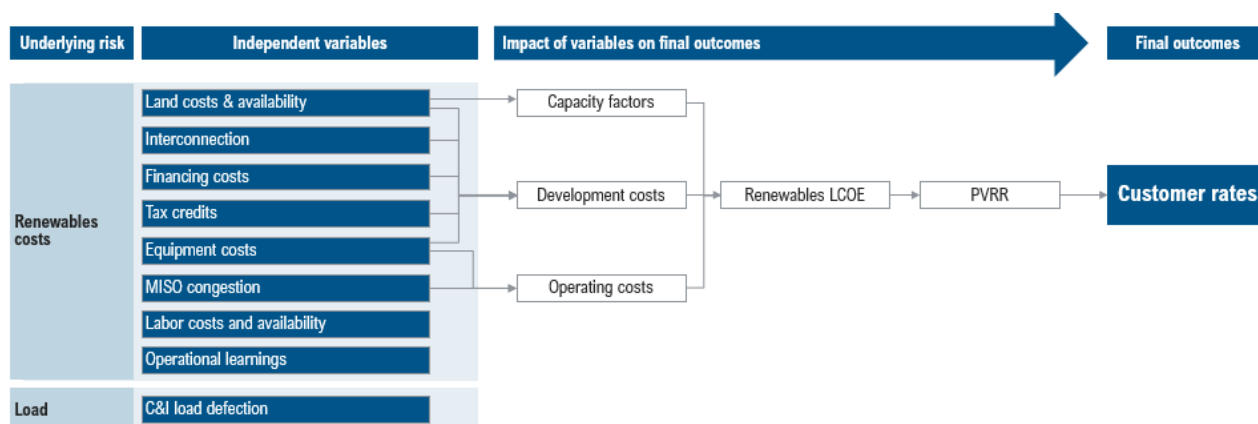 Underlying risk
Independent variables
Impact of variables on final outcomes
Final outcomes
Renewables
costs
Land costs & availability
Interconnection
Financing costs
Tax credits
Equipment costs
MISO congestion
Labor costs and availability
Operational learnings
Capacity factors
Development costs
Operating costs
Renewables LCOE
PVRR
Customer rates
Load
C&I load defection